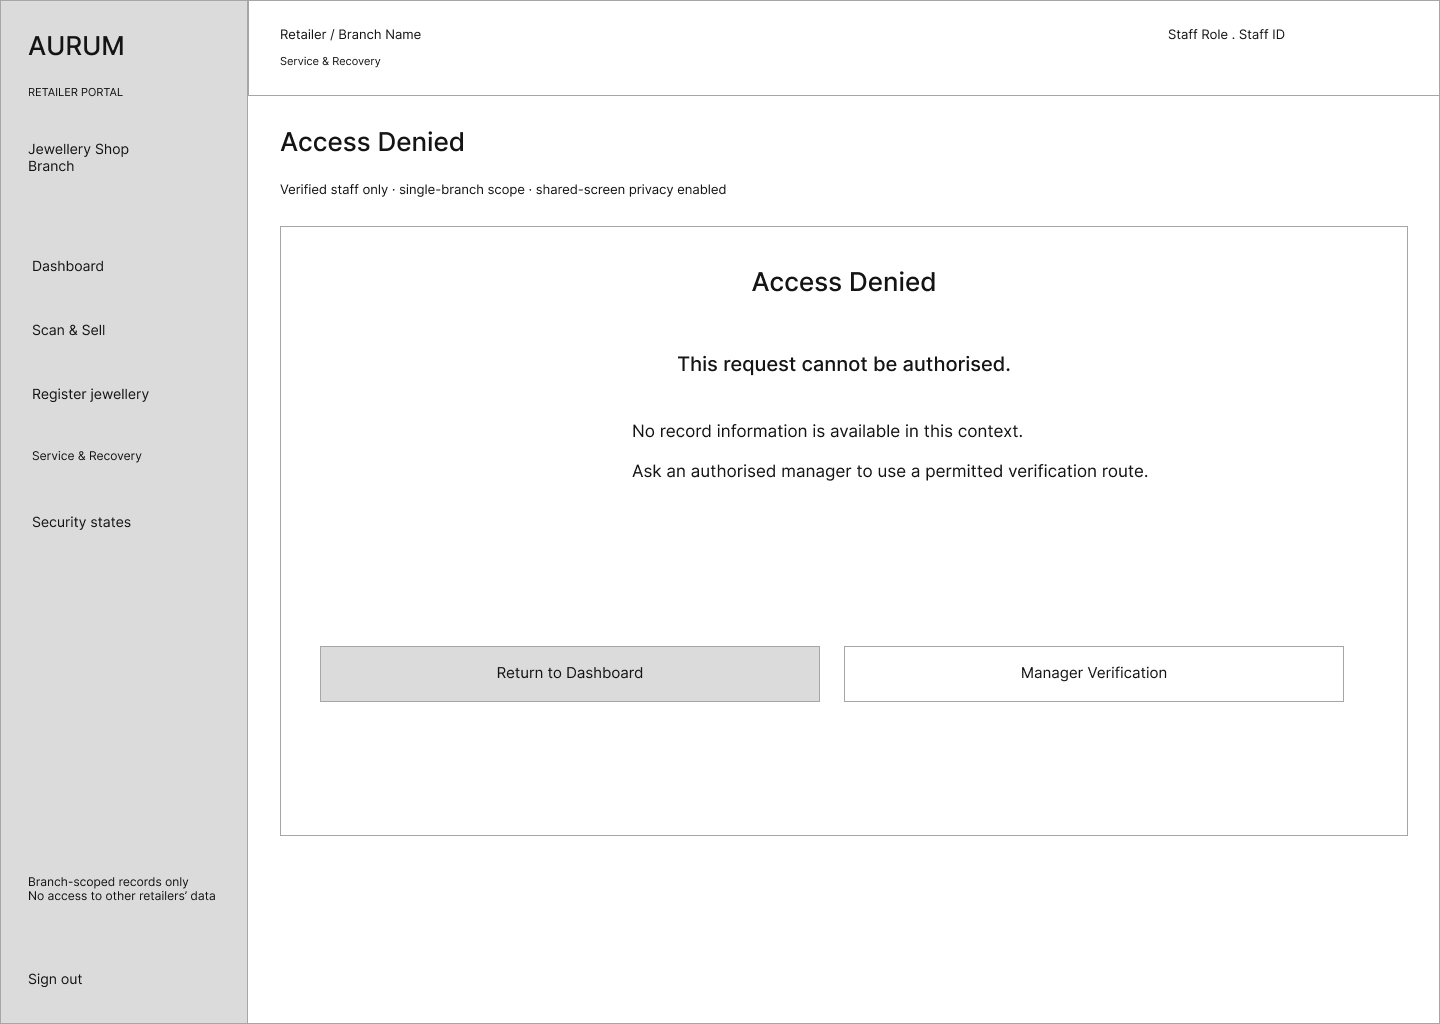 AURUM
RETAILER PORTAL
Jewellery Shop
Branch
Dashboard
Scan & Sell
Register jewellery
Service & Recovery
Security states
Branch-scoped records only
No access to other retailers’ data
Sign out
Retailer / Branch Name
Staff Role . Staff ID
Service & Recovery
Access Denied
Verified staff only · single-branch scope · shared-screen privacy enabled
Access Denied
This request cannot be authorised.
No record information is available in this context.
Ask an authorised manager to use a permitted verification route.
Return to Dashboard
Manager Verification